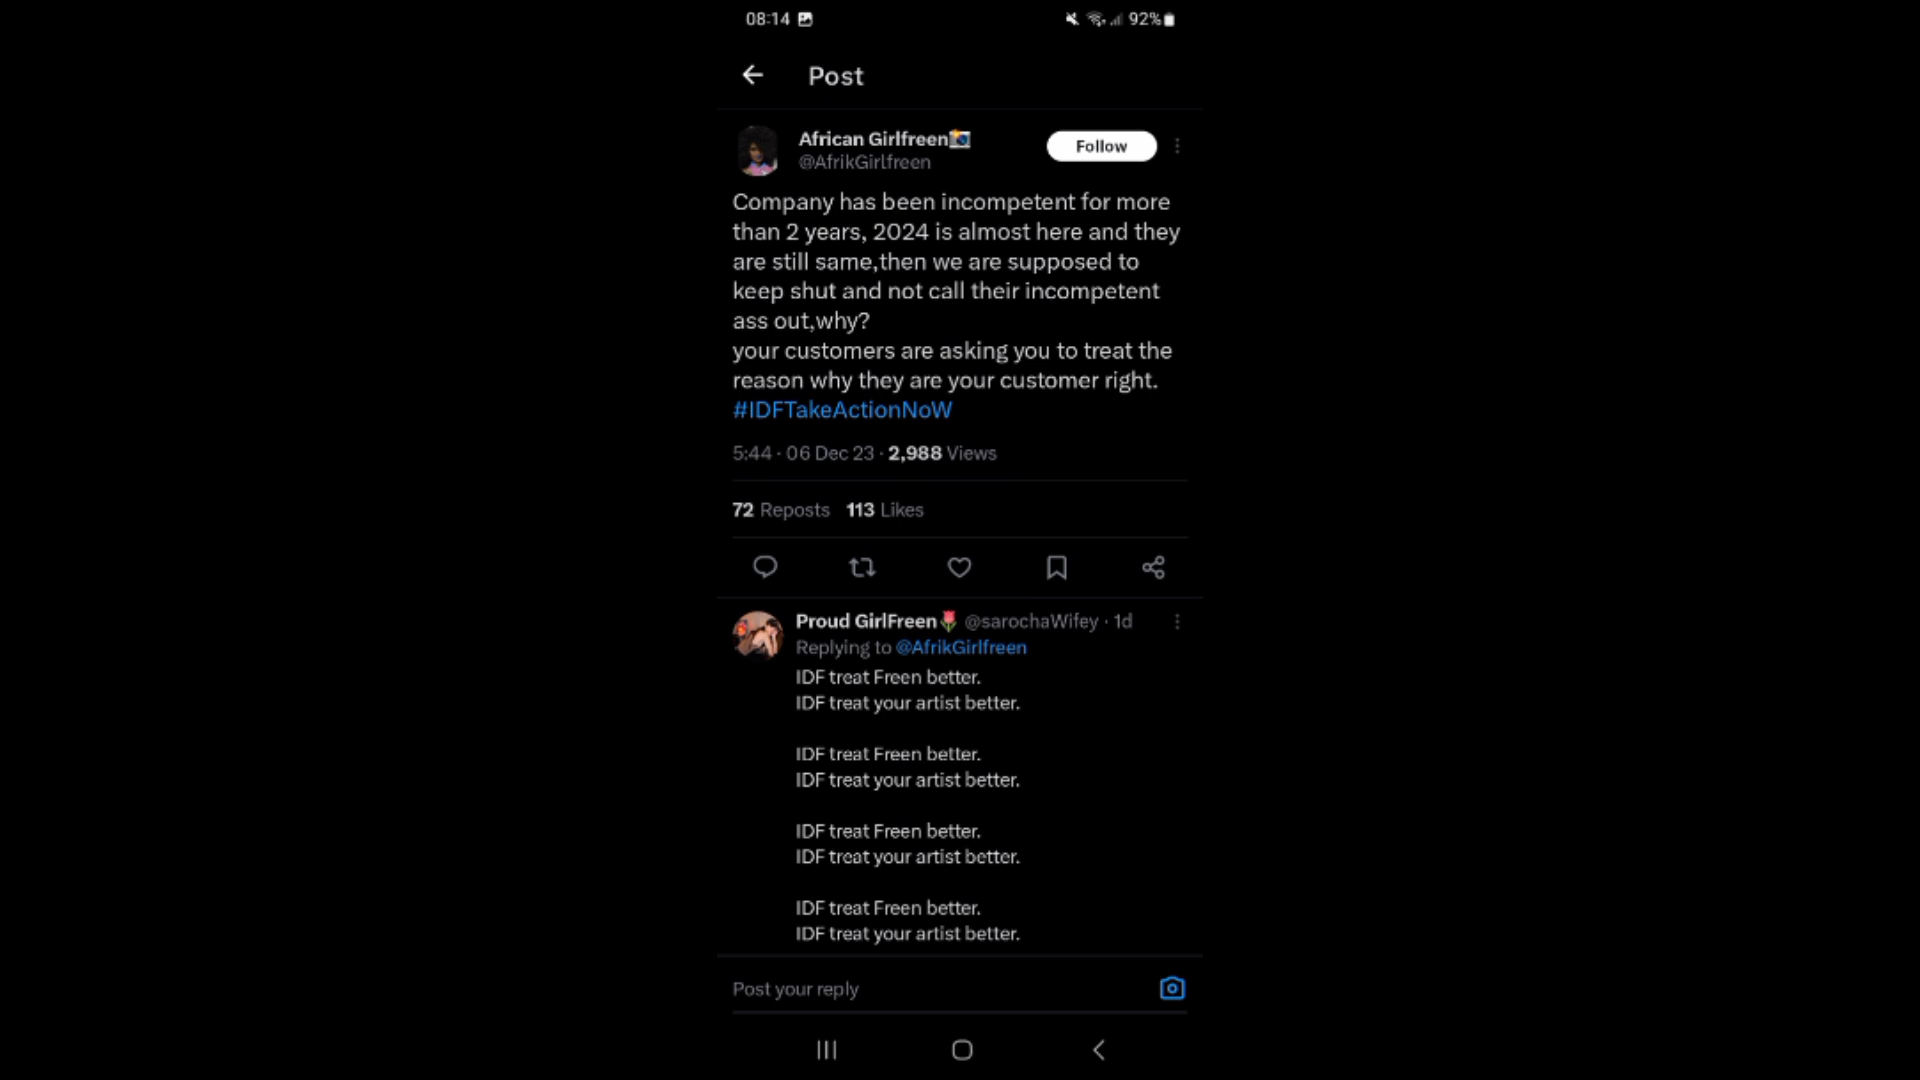 08:14 92%
Post
African Girlfreen
@AfrikGirlfreen
Follow
Company has been incompetent for more
than 2 years, 2024 is almost here and they
are still same,then we are supposed to
keep shut and not call their incompetent
ass out,why?
your customers are asking you to treat the
reason why they are your customer right.
#IDFTakeActionNoW
5:44 · 06 Dec 23 · 2,988 Views
72 Reposts 113 Likes
Proud GirlFreen🌷 @sarochaWifey · 1d
Replying to @AfrikGirlfreen
IDF treat Freen better.
IDF treat your artist better.
IDF treat Freen better.
IDF treat your artist better.
IDF treat Freen better.
IDF treat your artist better.
IDF treat Freen better.
IDF treat your artist better.
Post your reply